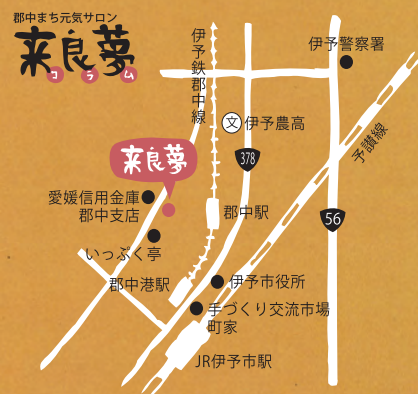 郡中まち元気サロン
来良夢
コラム
伊予鉄郡中線
伊予警察署
文
伊予農高
予讃線
378
来良夢
愛媛信用金庫
郡中支店
郡中駅
56
いっぷく亭
郡中港駅
伊予市役所
手づくり交流市場
町家
JR伊予市駅